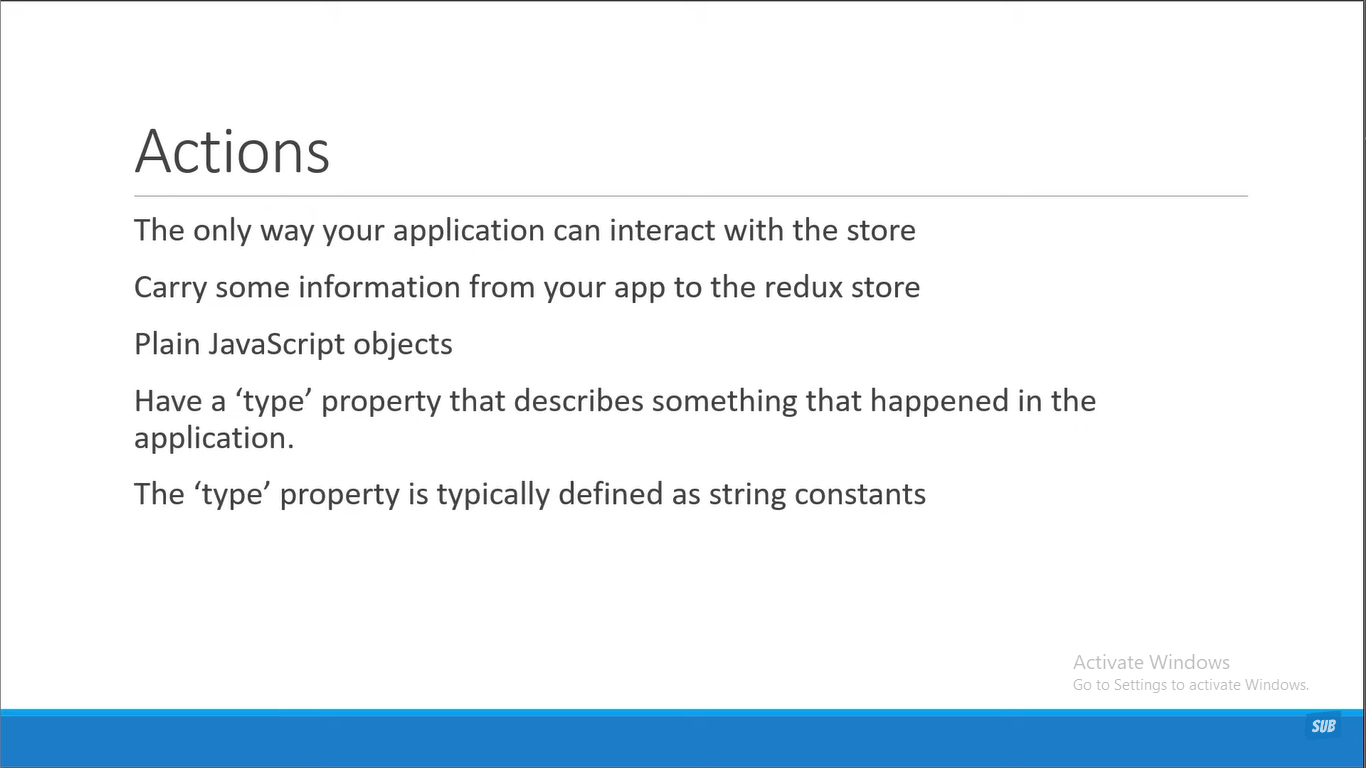 Actions
The only way your application can interact with the store
Carry some information from your app to the redux store
Plain JavaScript objects
Have a ‘type’ property that describes something that happened in the
application.
The ‘type’ property is typically defined as string constants
Activate Windows
Go to Settings to activate Windows.
SUB